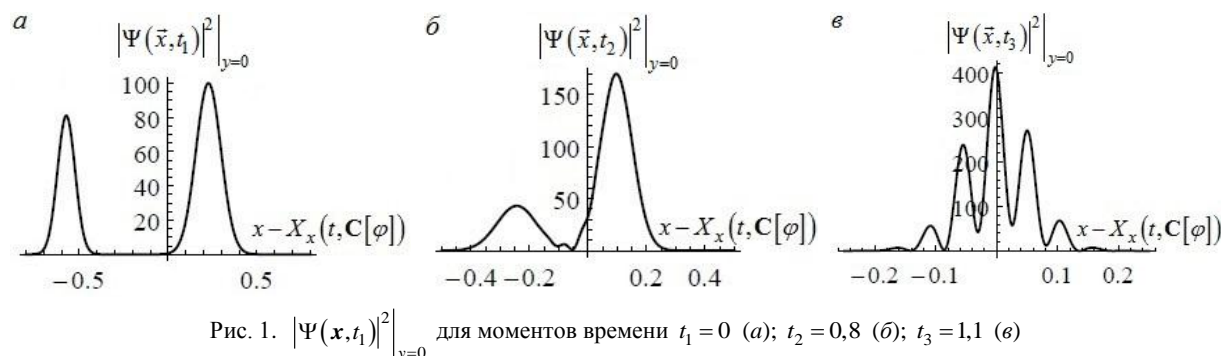 а
|Ψ(x⃗,t₁)|²|y=0
100
80
60
40
20
−0.5
0.5
x − Xₓ(t, C[φ])
б
|Ψ(x⃗,t₂)|²|y=0
150
100
50
−0.4
−0.2
0.2
0.4
x − Xₓ(t, C[φ])
в
|Ψ(x⃗,t₃)|²|y=0
400
300
200
100
−0.2
−0.1
0.1
0.2
x − Xₓ(t, C[φ])
Рис. 1. |Ψ(x,t₁)|²|y=0 для моментов времени t₁ = 0 (а); t₂ = 0,8 (б); t₃ = 1,1 (в)